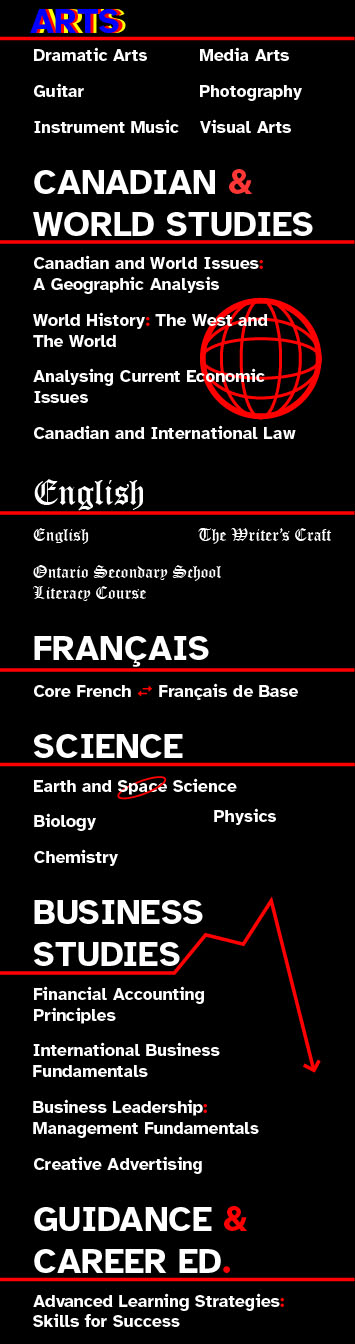 ARTS
Dramatic Arts Media Arts
Guitar Photography
Instrument Music Visual Arts
CANADIAN &
WORLD STUDIES
Canadian and World Issues:
A Geographic Analysis
World History: The West and
The World
Analysing Current Economic
Issues
Canadian and International Law
English
English The Writer's Craft
Ontario Secondary School
Literacy Course
FRANÇAIS
Core French ⇄ Français de Base
SCIENCE
Earth and Space Science
Biology Physics
Chemistry
BUSINESS
STUDIES
Financial Accounting
Principles
International Business
Fundamentals
Business Leadership:
Management Fundamentals
Creative Advertising
GUIDANCE &
CAREER ED.
Advanced Learning Strategies:
Skills for Success